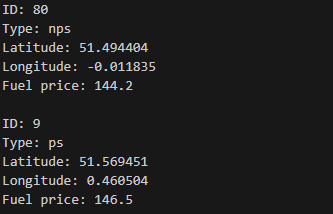 ID: 80
Type: nps
Latitude: 51.494404
Longitude: -0.011835
Fuel price: 144.2
ID: 9
Type: ps
Latitude: 51.569451
Longitude: 0.460504
Fuel price: 146.5